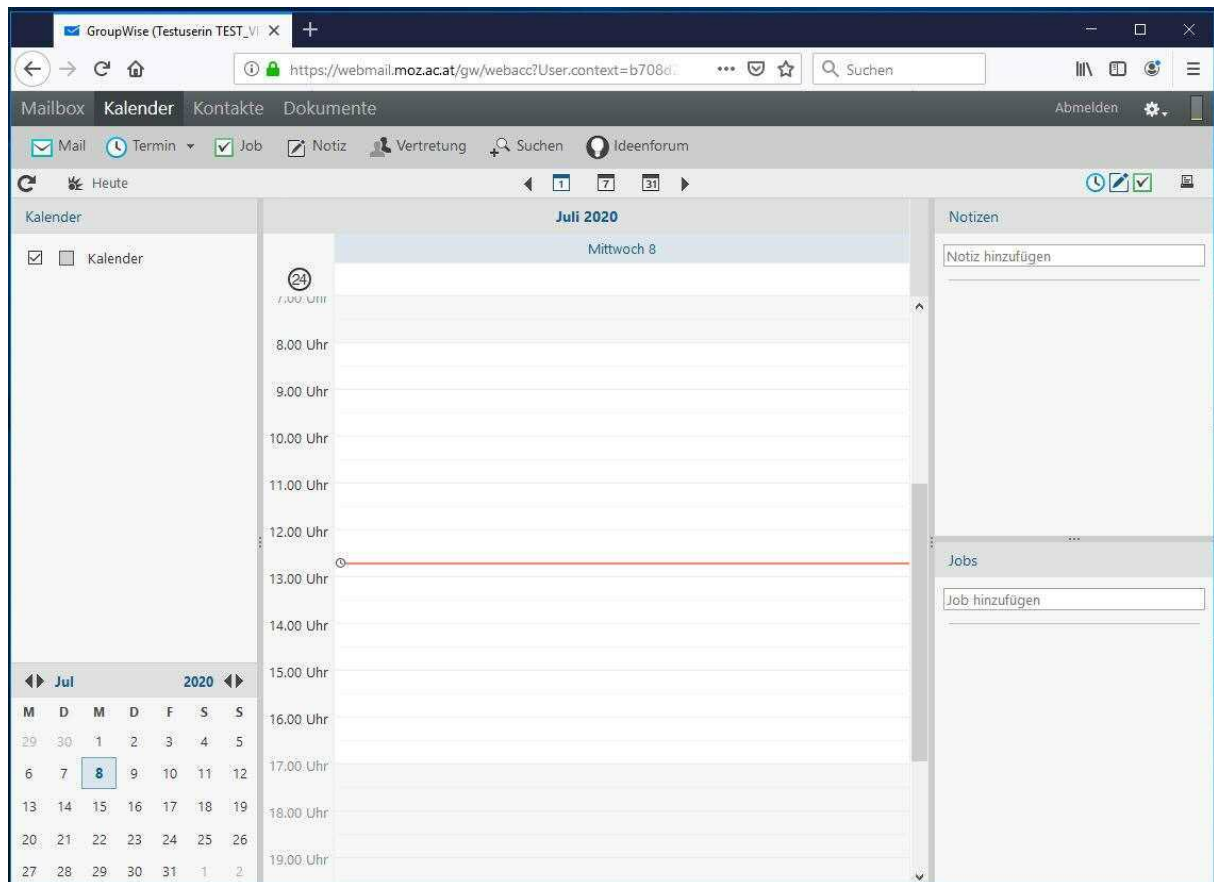 GroupWise (Testuserin TEST_VI
https://webmail.moz.ac.at/gw/webacc?User.context=b708d
Suchen
Mailbox Kalender Kontakte Dokumente Abmelden
Mail Termin Job Notiz Vertretung Suchen Ideenforum
Heute 1 7 31
Kalender
Kalender
Jul 2020
M D M D F S S
29 30 1 2 3 4 5
6 7 8 9 10 11 12
13 14 15 16 17 18 19
20 21 22 23 24 25 26
27 28 29 30 31 1 2
Juli 2020
Mittwoch 8
24
7.00 Uhr
8.00 Uhr
9.00 Uhr
10.00 Uhr
11.00 Uhr
12.00 Uhr
13.00 Uhr
14.00 Uhr
15.00 Uhr
16.00 Uhr
17.00 Uhr
18.00 Uhr
19.00 Uhr
Notizen
Notiz hinzufügen
Jobs
Job hinzufügen